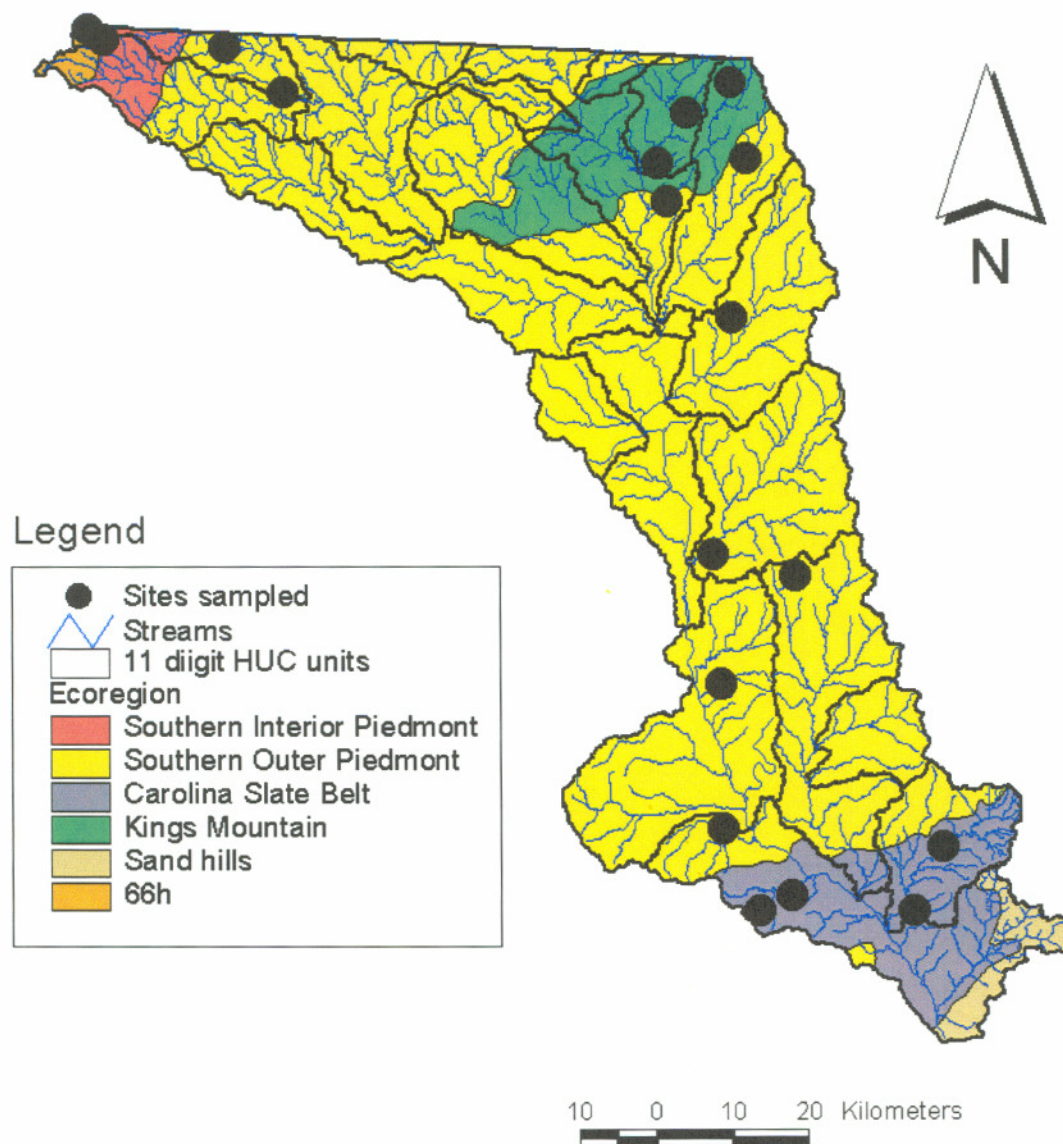 N
Legend
Sites sampled
Streams
11 diigit HUC units
Ecoregion
Southern Interior Piedmont
Southern Outer Piedmont
Carolina Slate Belt
Kings Mountain
Sand hills
66h
10 0 10 20 Kilometers